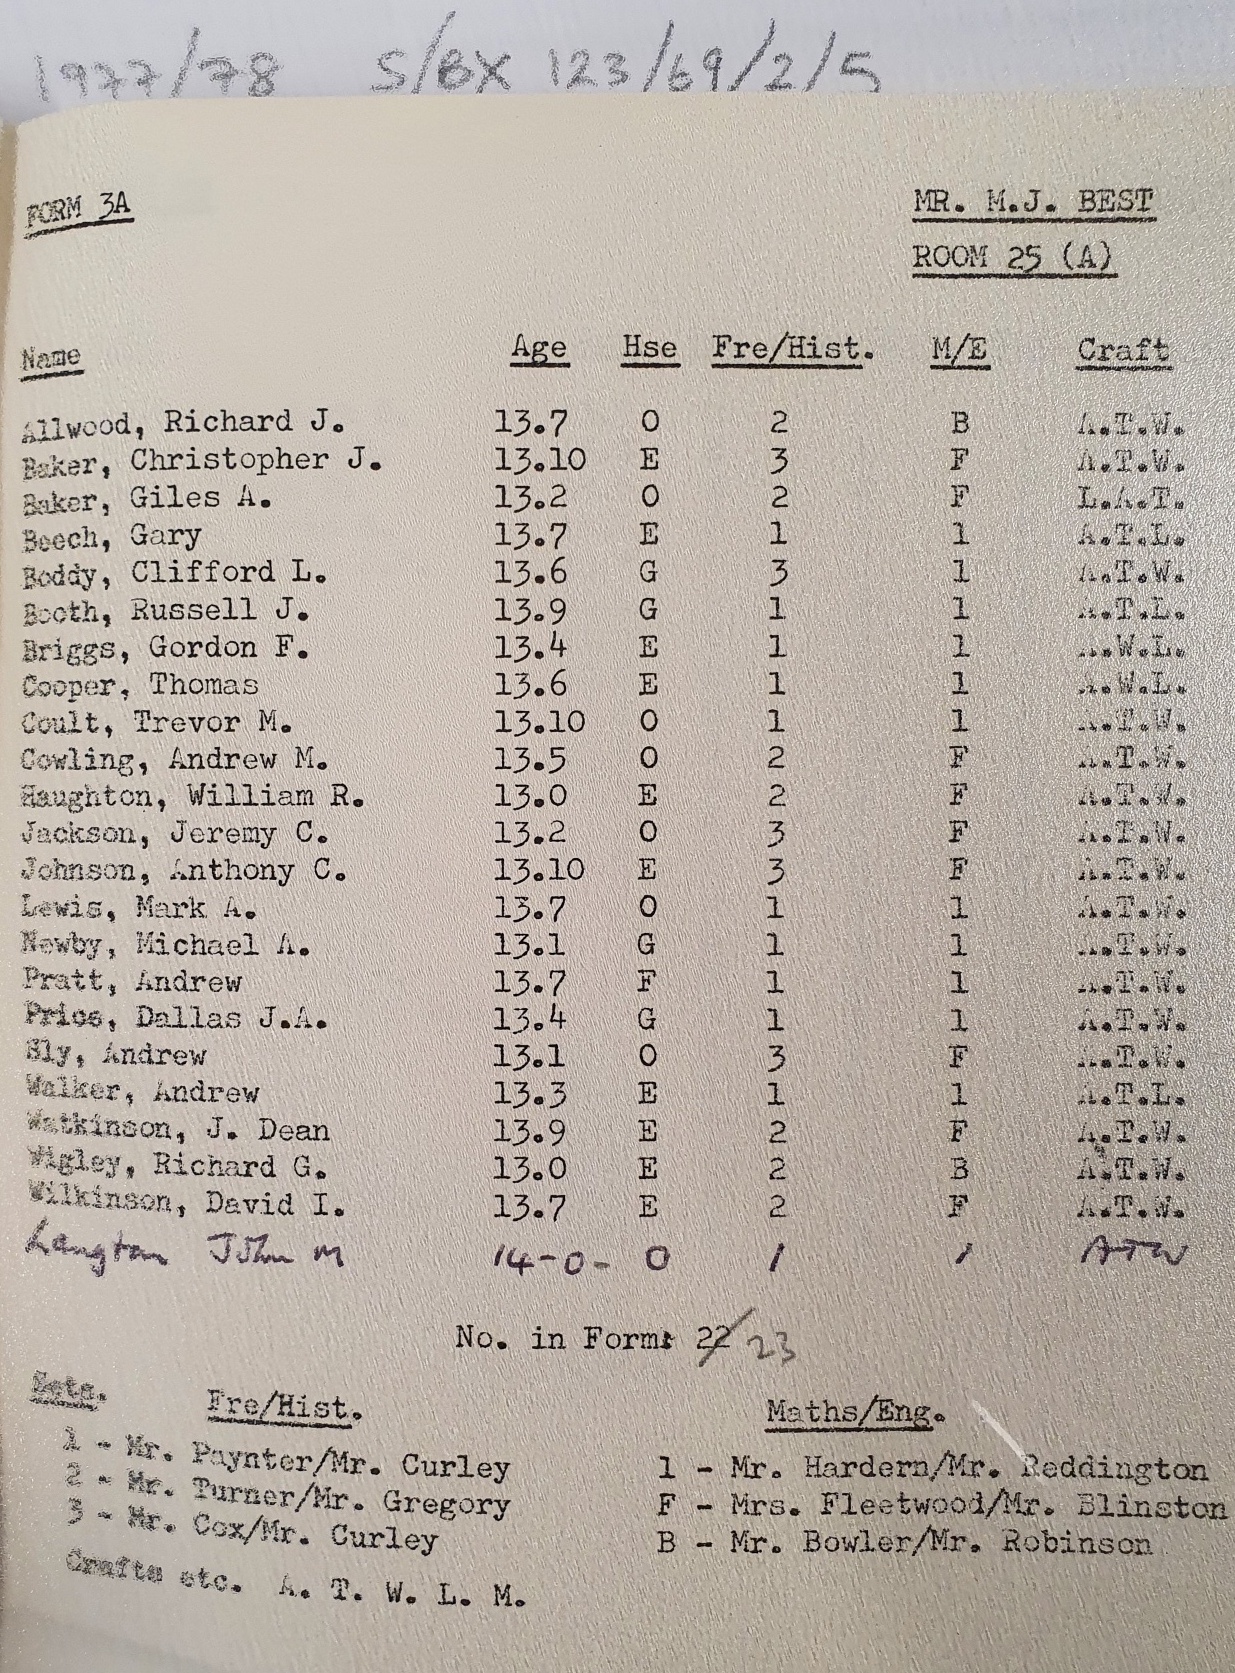 1977/78 S/BX 123/69/2/5
FORM 3A MR. M.J. BEST
ROOM 25 (A)
Name Age Hse Fre/Hist. M/E Craft
Allwood, Richard J. 13.7 O 2 B A.T.W.
Baker, Christopher J. 13.10 E 3 F A.T.W.
Baker, Giles A. 13.2 O 2 F L.A.T.
Beech, Gary 13.7 E 1 1 A.T.L.
Boddy, Clifford L. 13.6 G 3 1 A.T.W.
Booth, Russell J. 13.9 G 1 1 A.T.L.
Briggs, Gordon F. 13.4 E 1 1 A.W.L.
Cooper, Thomas 13.6 E 1 1 A.W.L.
Coult, Trevor M. 13.10 O 1 1 A.T.W.
Cowling, Andrew M. 13.5 O 2 F A.T.W.
Haughton, William R. 13.0 E 2 F A.T.W.
Jackson, Jeremy C. 13.2 O 3 F A.T.W.
Johnson, Anthony C. 13.10 E 3 F A.T.W.
Lewis, Mark A. 13.7 O 1 1 A.T.W.
Newby, Michael A. 13.1 G 1 1 A.T.W.
Pratt, Andrew 13.7 F 1 1 A.T.W.
Price, Dallas J.A. 13.4 G 1 1 A.T.W.
Sly, Andrew 13.1 O 3 F A.T.W.
Walker, Andrew 13.3 E 1 1 A.T.L.
Watkinson, J. Dean 13.9 E 2 F A.T.W.
Wigley, Richard G. 13.0 E 2 B A.T.W.
Wilkinson, David I. 13.7 E 2 F A.T.W.
Langton John M 14-0- O 1 1 ATW
No. in Form: 22 23
Sets. Fre/Hist. Maths/Eng.
1 - Mr. Paynter/Mr. Curley 1 - Mr. Hardern/Mr. Reddington
2 - Mr. Turner/Mr. Gregory F - Mrs. Fleetwood/Mr. Blinston
3 - Mr. Cox/Mr. Curley B - Mr. Bowler/Mr. Robinson
Crafts etc. A. T. W. L. M.